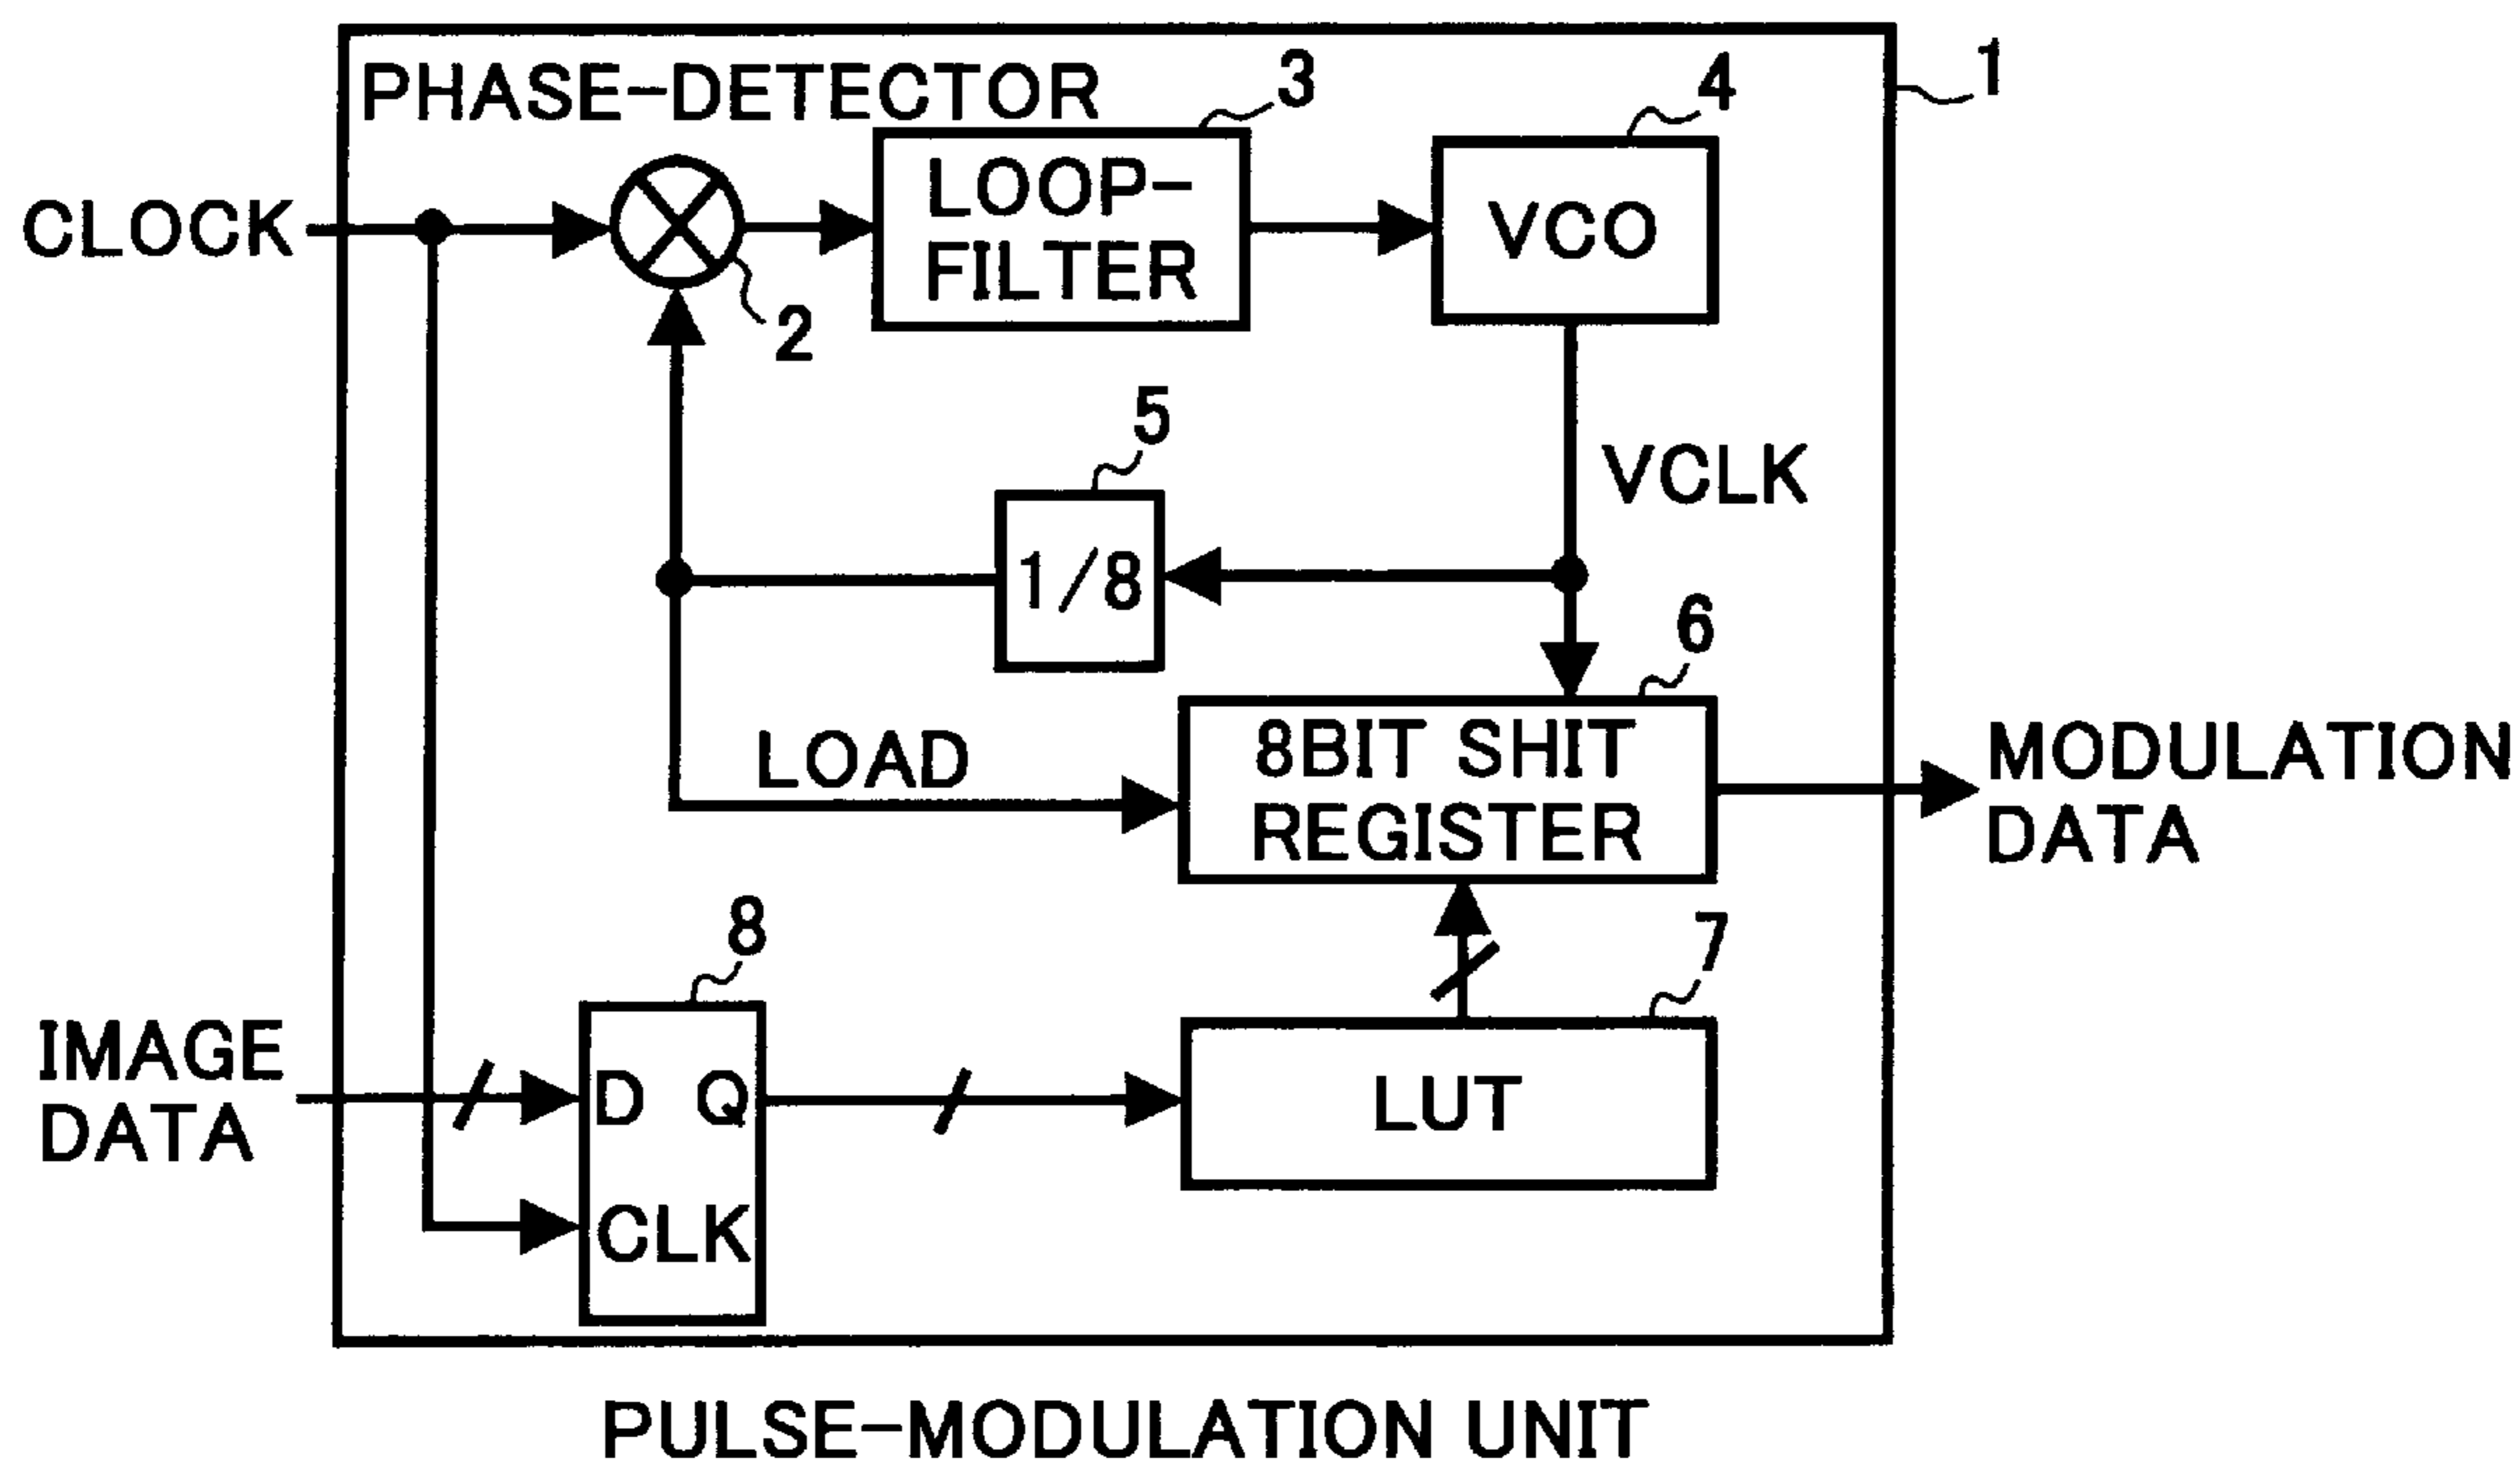 1
PHASE-DETECTOR
3
4
CLOCK
LOOP-
FILTER
VCO
2
5
VCLK
1/8
6
LOAD
8BIT SHIT
REGISTER
MODULATION
DATA
8
7
IMAGE
DATA
D Q
CLK
LUT
PULSE-MODULATION UNIT